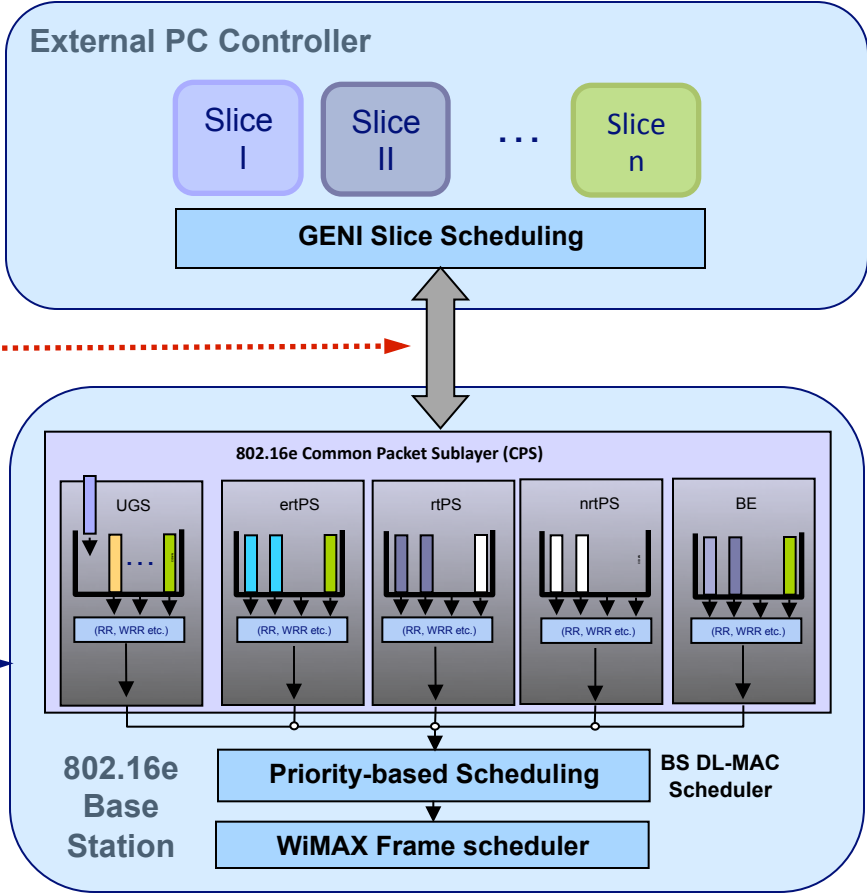 External PC Controller
Slice
I
Slice
II
...
Slice
n
GENI Slice Scheduling
802.16e Common Packet Sublayer (CPS)
UGS
ertPS
rtPS
nrtPS
BE
...
(RR, WRR etc.)
(RR, WRR etc.)
(RR, WRR etc.)
(RR, WRR etc.)
(RR, WRR etc.)
802.16e
Base
Station
Priority-based Scheduling
BS DL-MAC
Scheduler
WiMAX Frame scheduler